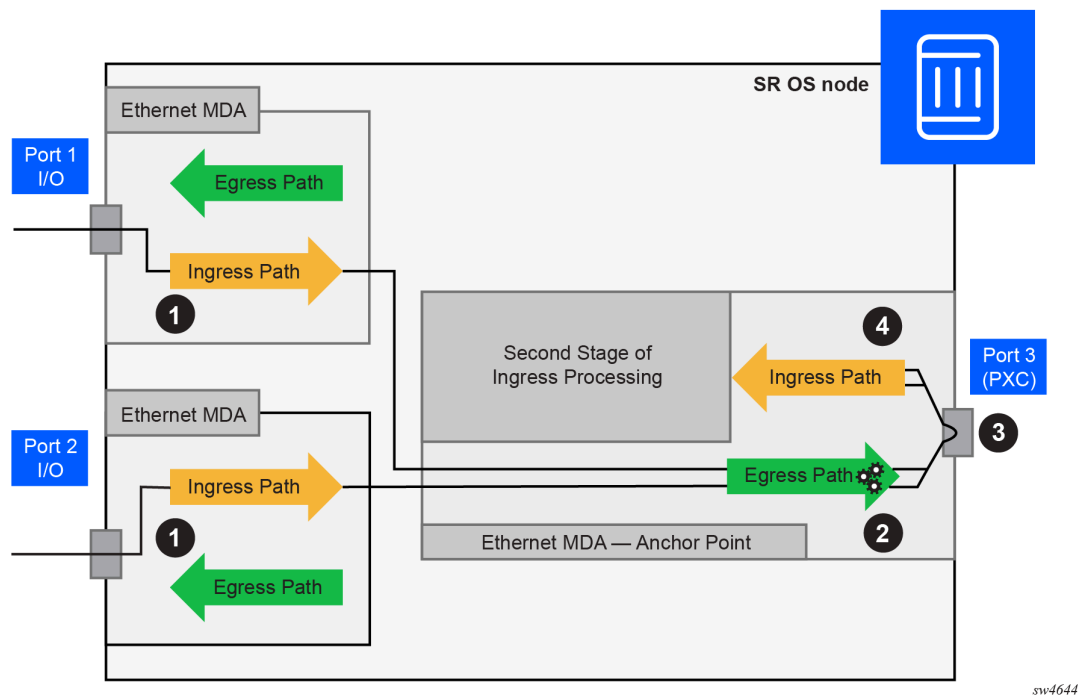 SR OS node
Ethernet MDA
Port 1
I/O
Egress Path
Ingress Path
1
Second Stage of
Ingress Processing
4
Ingress Path
Port 3
(PXC)
3
Ethernet MDA
Port 2
I/O
Ingress Path
1
Egress Path
Egress Path
2
Ethernet MDA — Anchor Point
sw4644